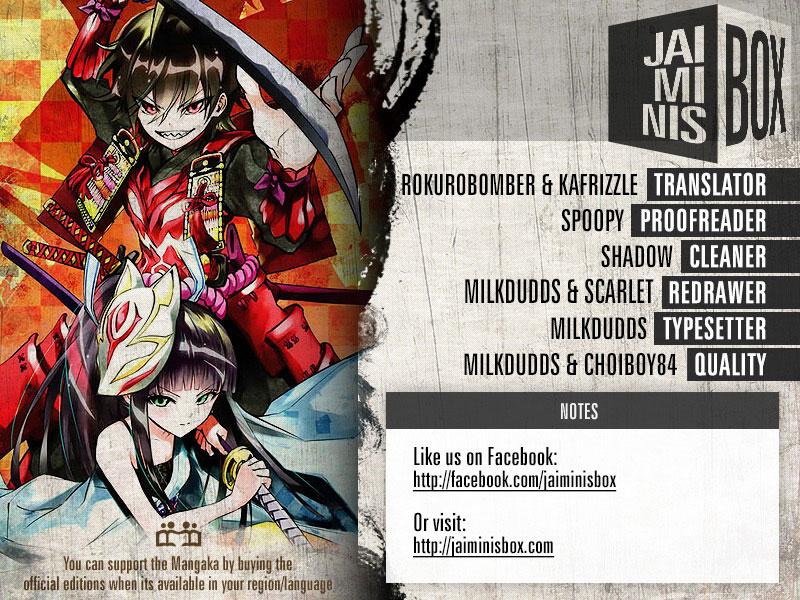 JAI
MI
NIS
BOX
ROKUROBOMBER & KAFRIZZLE TRANSLATOR
SPOOPY PROOFREADER
SHADOW CLEANER
MILKDUDDS & SCARLET REDRAWER
MILKDUDDS TYPESETTER
MILKDUDDS & CHOIBOY84 QUALITY
NOTES
Like us on Facebook:
http://facebook.com/jaiminisbox
Or visit:
http://jaiminisbox.com
You can support the Mangaka by buying the
official editions when its available in your region/language